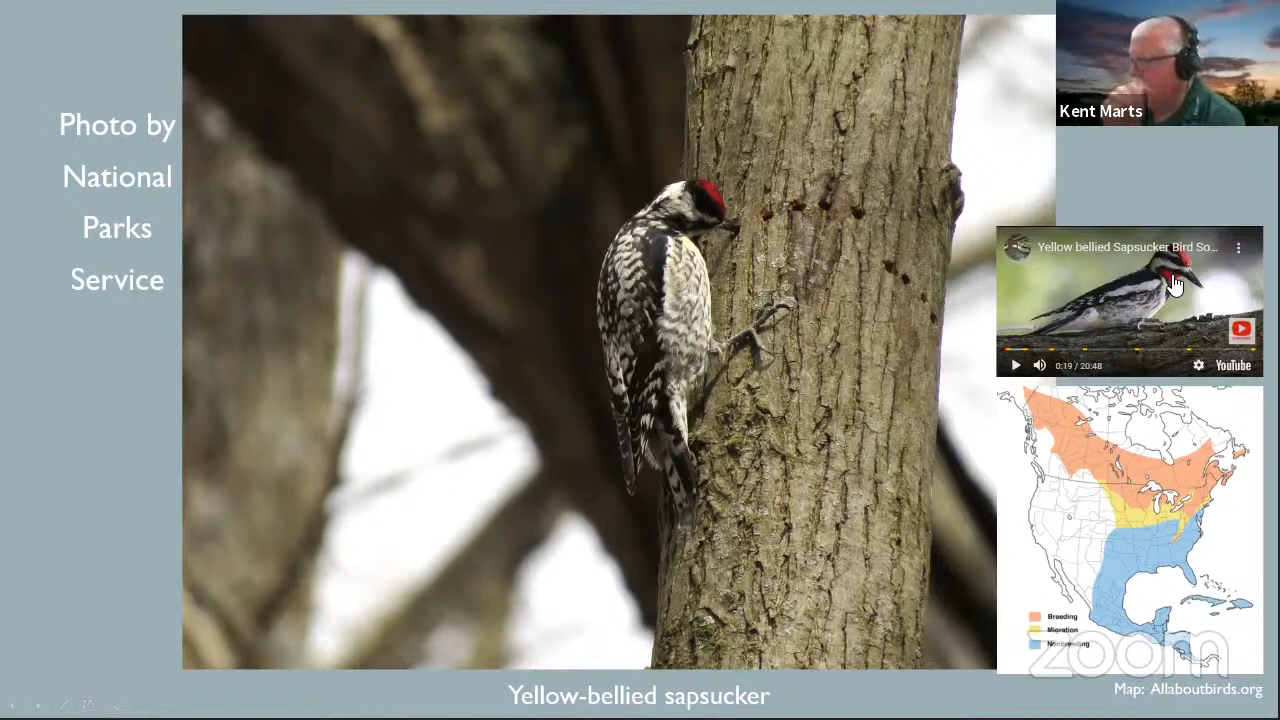 Photo by
National
Parks
Service
Kent Marts
Yellow bellied Sapsucker Bird So...
0:19 / 20:48
YouTube
Breeding
Migration
Nonbreeding
zoom
Yellow-bellied sapsucker
Map: Allaboutbirds.org